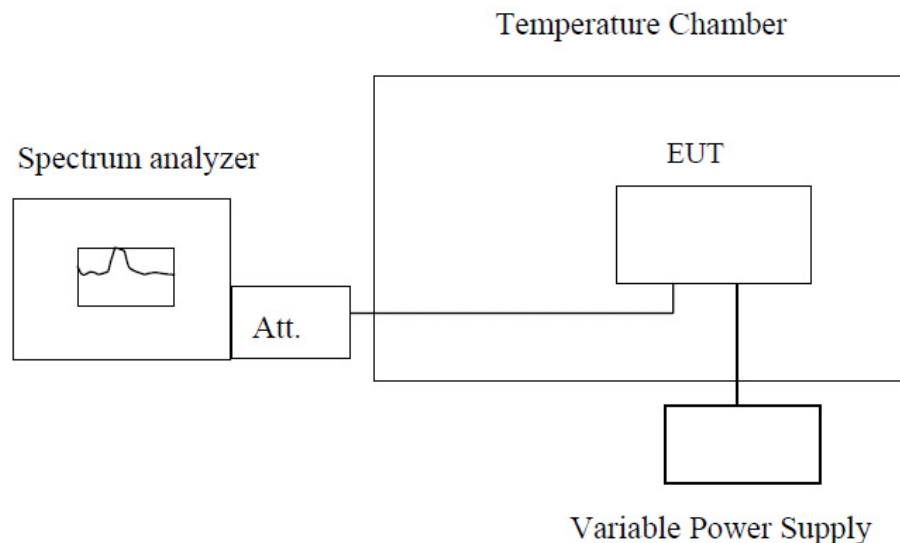 Temperature Chamber
Spectrum analyzer
EUT
Att.
Variable Power Supply